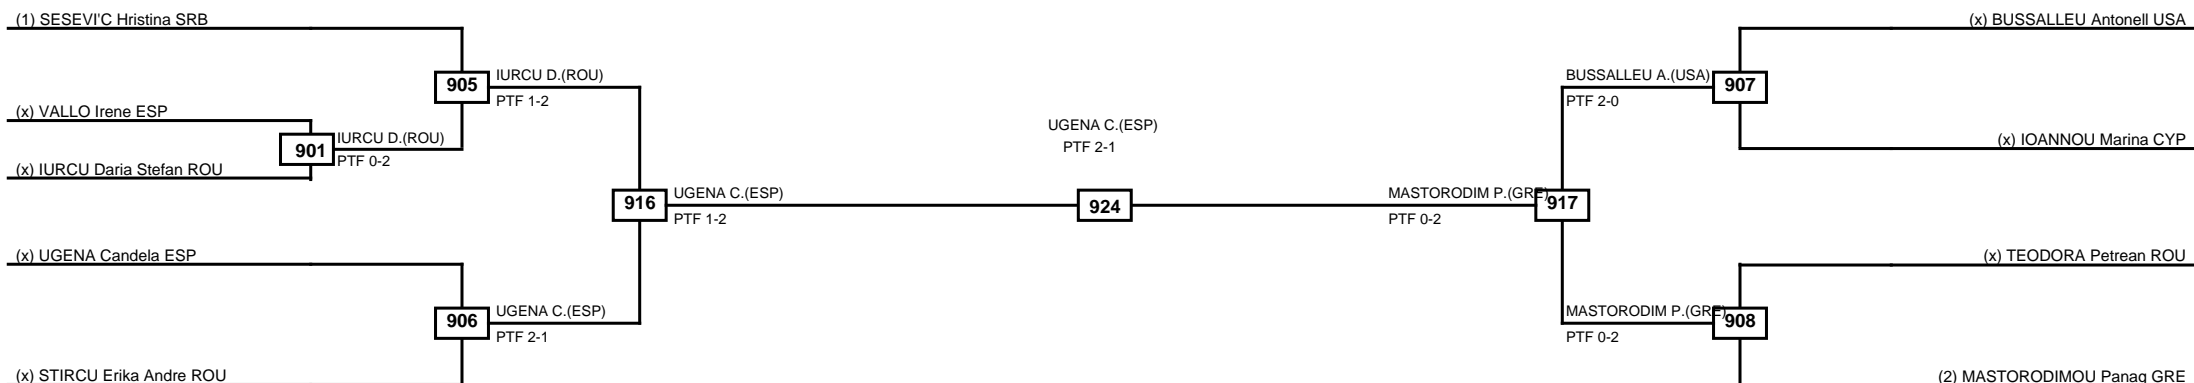 (1) SESEVI'C Hristina SRB
(x) BUSSALLEU Antonell USA
905
IURCU D.(ROU)
PTF 1-2
BUSSALLEU A.(USA)
PTF 2-0
907
(x) VALLO Irene ESP
901
IURCU D.(ROU)
PTF 0-2
UGENA C.(ESP)
PTF 2-1
(x) IOANNOU Marina CYP
(x) IURCU Daria Stefan ROU
916
UGENA C.(ESP)
PTF 1-2
924
MASTORODIM P.(GRE)
PTF 0-2
917
(x) UGENA Candela ESP
(x) TEODORA Petrean ROU
906
UGENA C.(ESP)
PTF 2-1
MASTORODIM P.(GRE)
PTF 0-2
908
(x) STIRCU Erika Andre ROU
(2) MASTORODIMOU Panag GRE